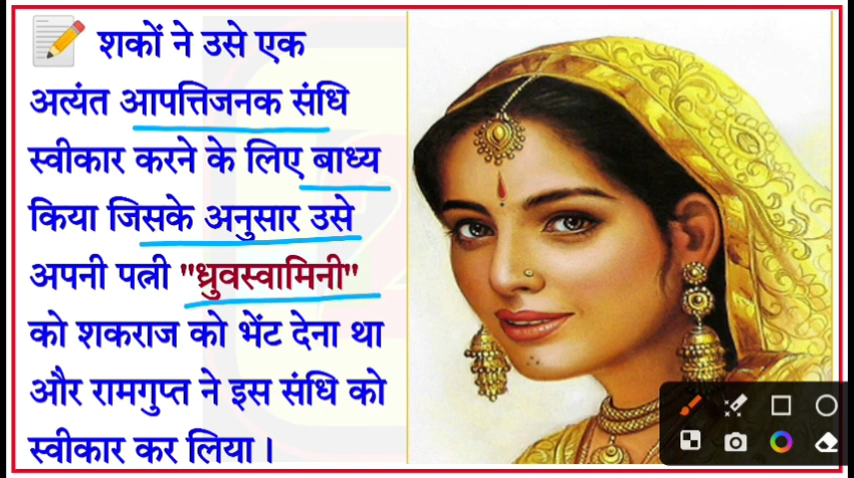 शकों ने उसे एक
अत्यंत आपत्तिजनक संधि
स्वीकार करने के लिए बाध्य
किया जिसके अनुसार उसे
अपनी पत्नी "ध्रुवस्वामिनी"
को शकराज को भेंट देना था
और रामगुप्त ने इस संधि को
स्वीकार कर लिया।